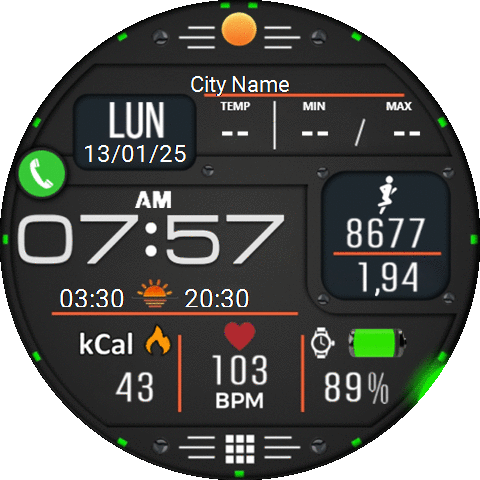 City Name
LUN
13/01/25
TEMP MIN MAX
-- -- / --
AM
07:57
8677
1,94
03:30 20:30
kCal
43
103
BPM
89%